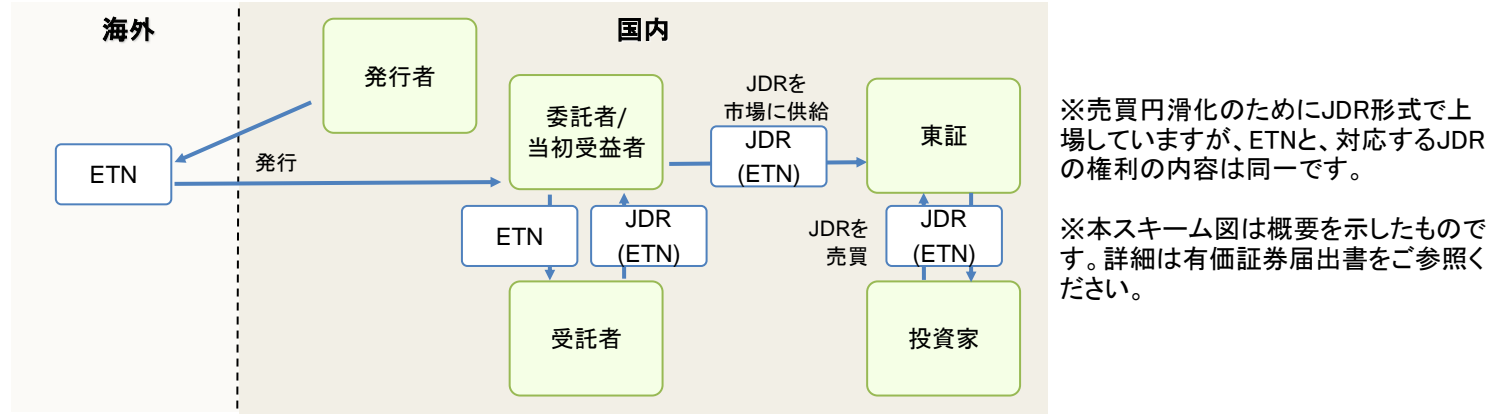 海外
国内
発行者
ETN
発行
委託者/
当初受益者
JDRを
市場に供給
JDR
(ETN)
東証
ETN
JDR
(ETN)
JDRを
売買
JDR
(ETN)
受託者
投資家
※売買円滑化のためにJDR形式で上
場していますが、ETNと、対応するJDR
の権利の内容は同一です。
※本スキーム図は概要を示したもので
す。詳細は有価証券届出書をご参照く
ださい。